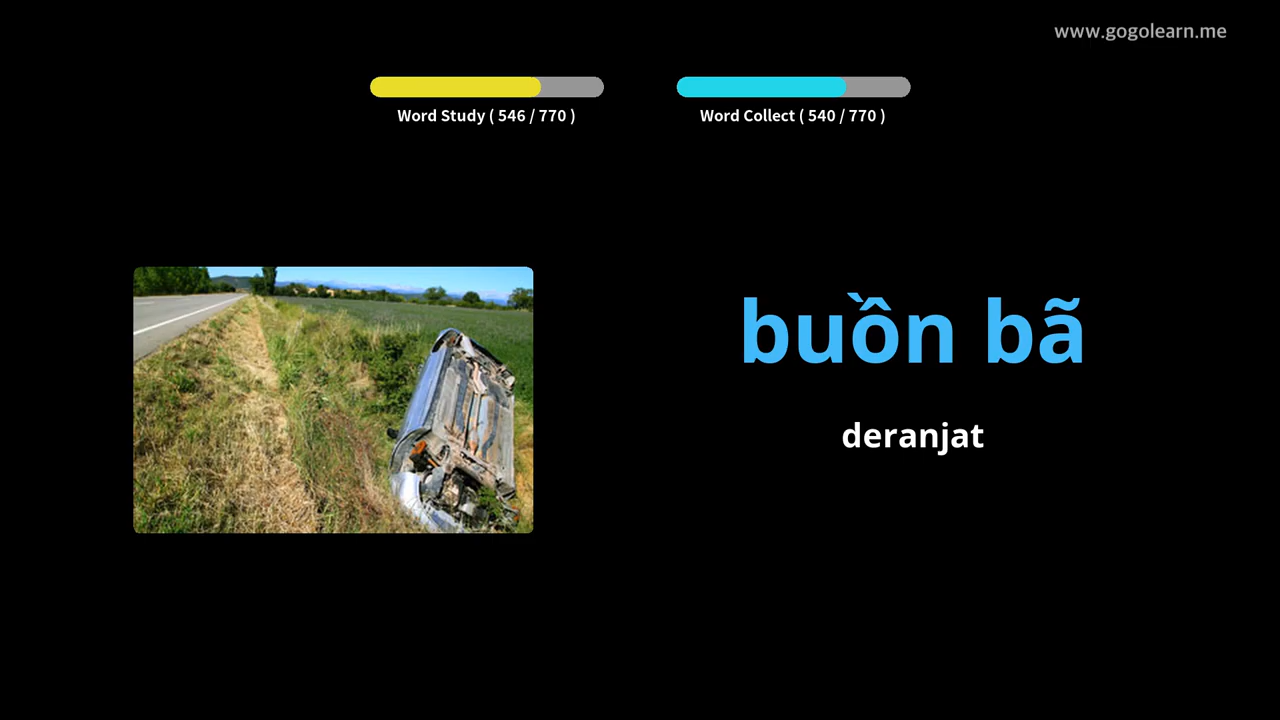 www.gogolearn.me
Word Study ( 546 / 770 )
Word Collect ( 540 / 770 )
buồn bã
deranjat